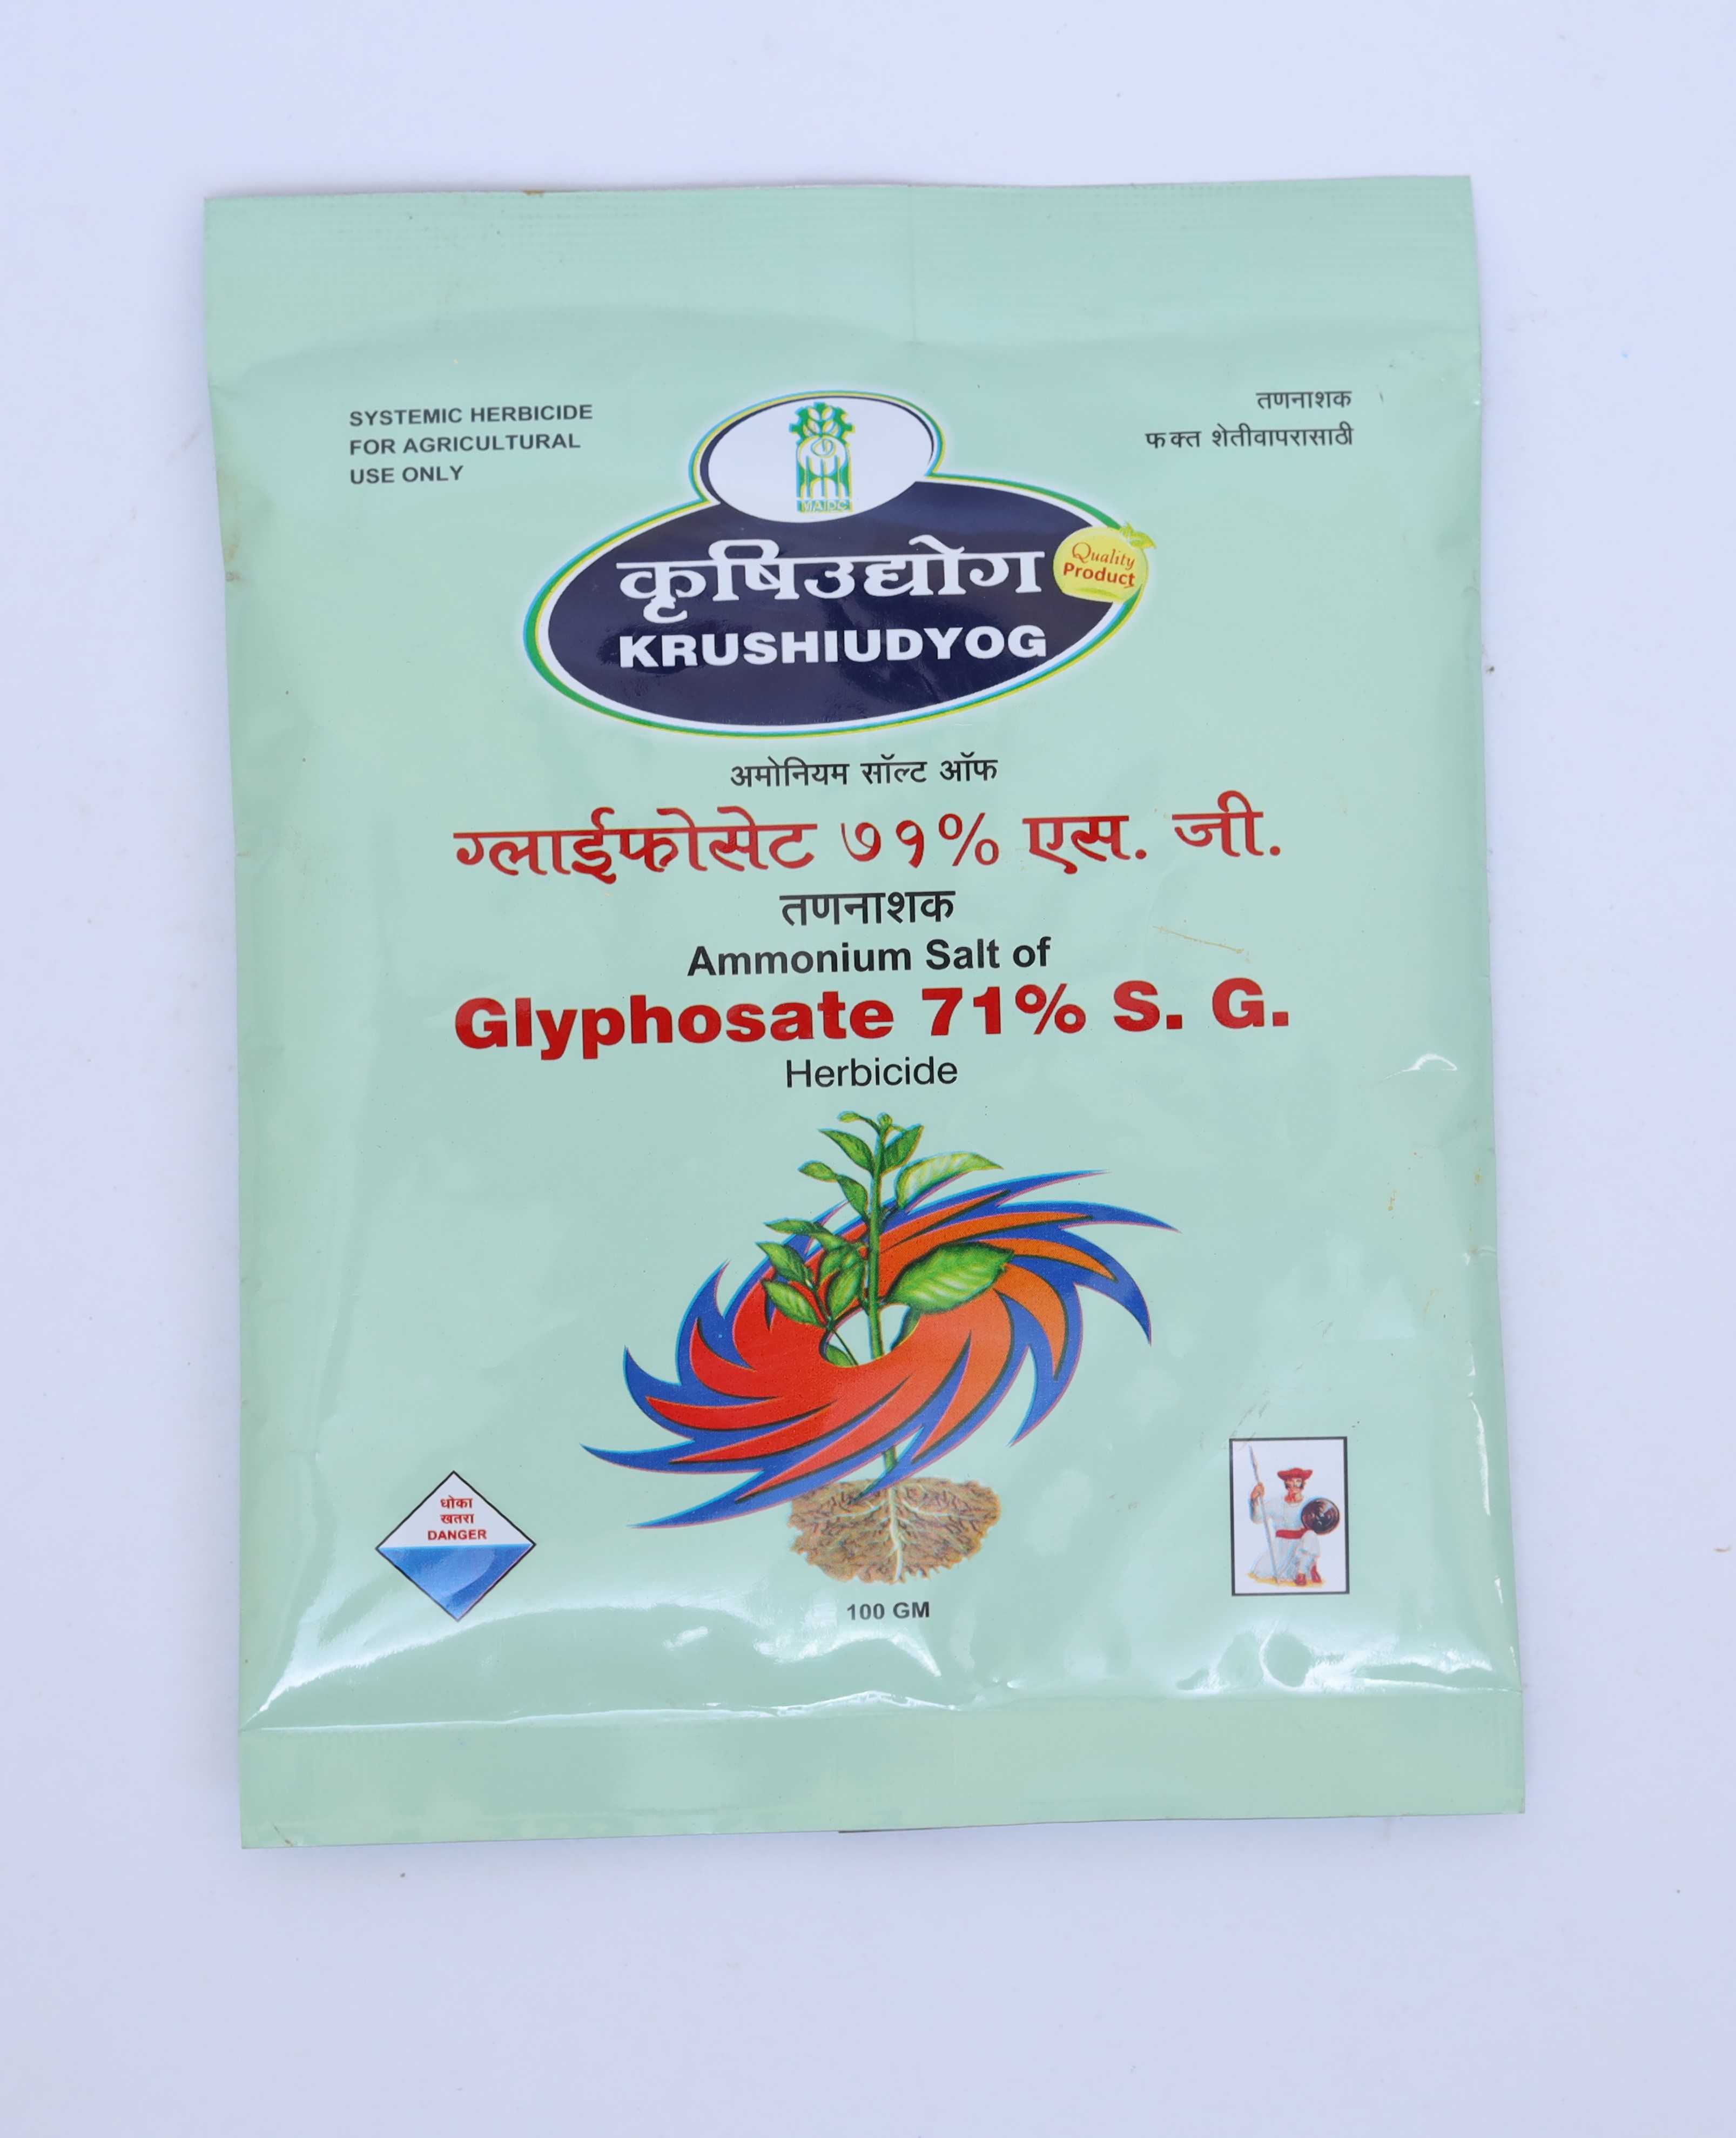 SYSTEMIC HERBICIDE
FOR AGRICULTURAL
USE ONLY
तणनाशक
फक्त शेतीवापरासाठी
MAIDC
कृषिउद्योग
KRUSHIUDYOG
Quality
Product
अमोनियम सॉल्ट ऑफ
ग्लाईफोसेट ७१% एस. जी.
तणनाशक
Ammonium Salt of
Glyphosate 71% S. G.
Herbicide
धोका
खतरा
DANGER
100 GM